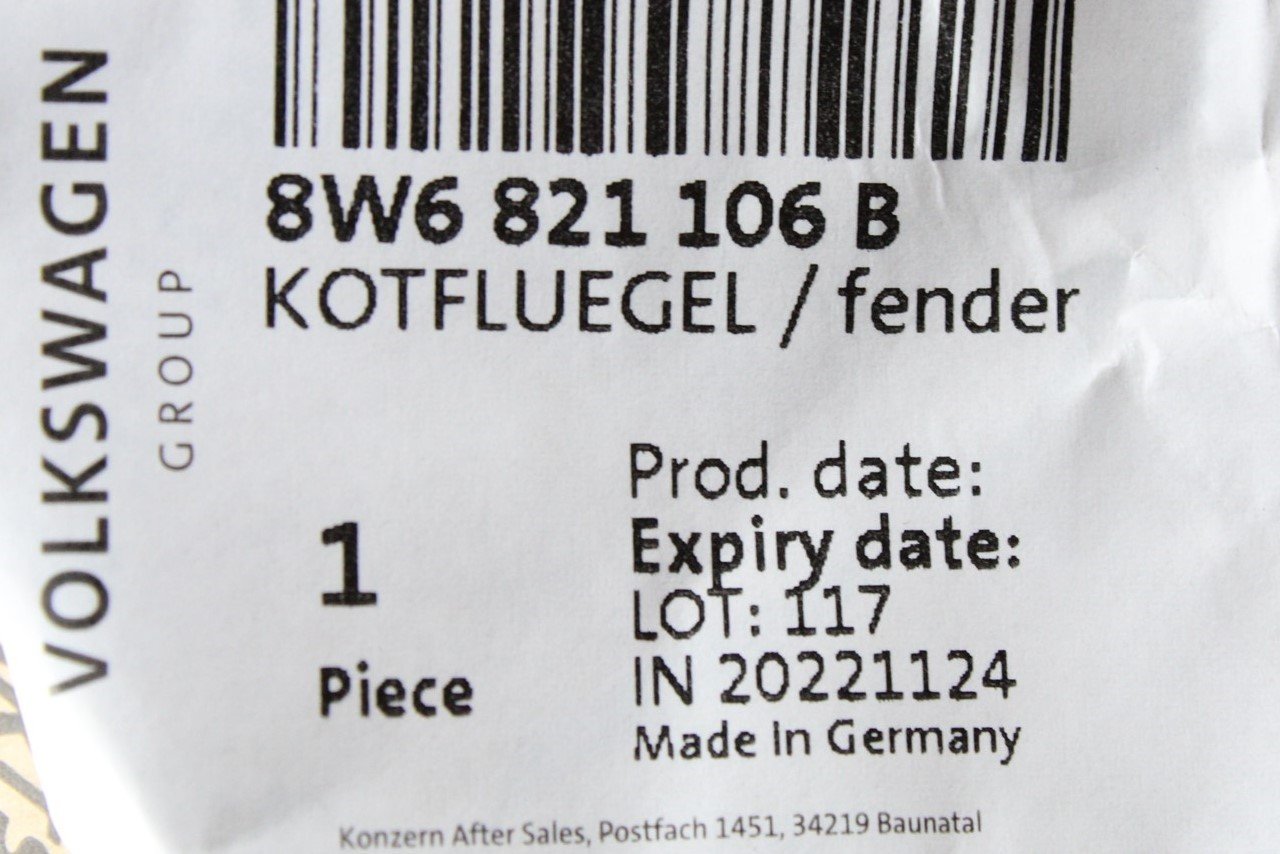 VOLKSWAGEN
GROUP
8W6 821 106 B
KOTFLUEGEL / fender
1
Piece
Prod. date:
Expiry date:
LOT: 117
IN 20221124
Made In Germany
Konzern After Sales, Postfach 1451, 34219 Baunatal